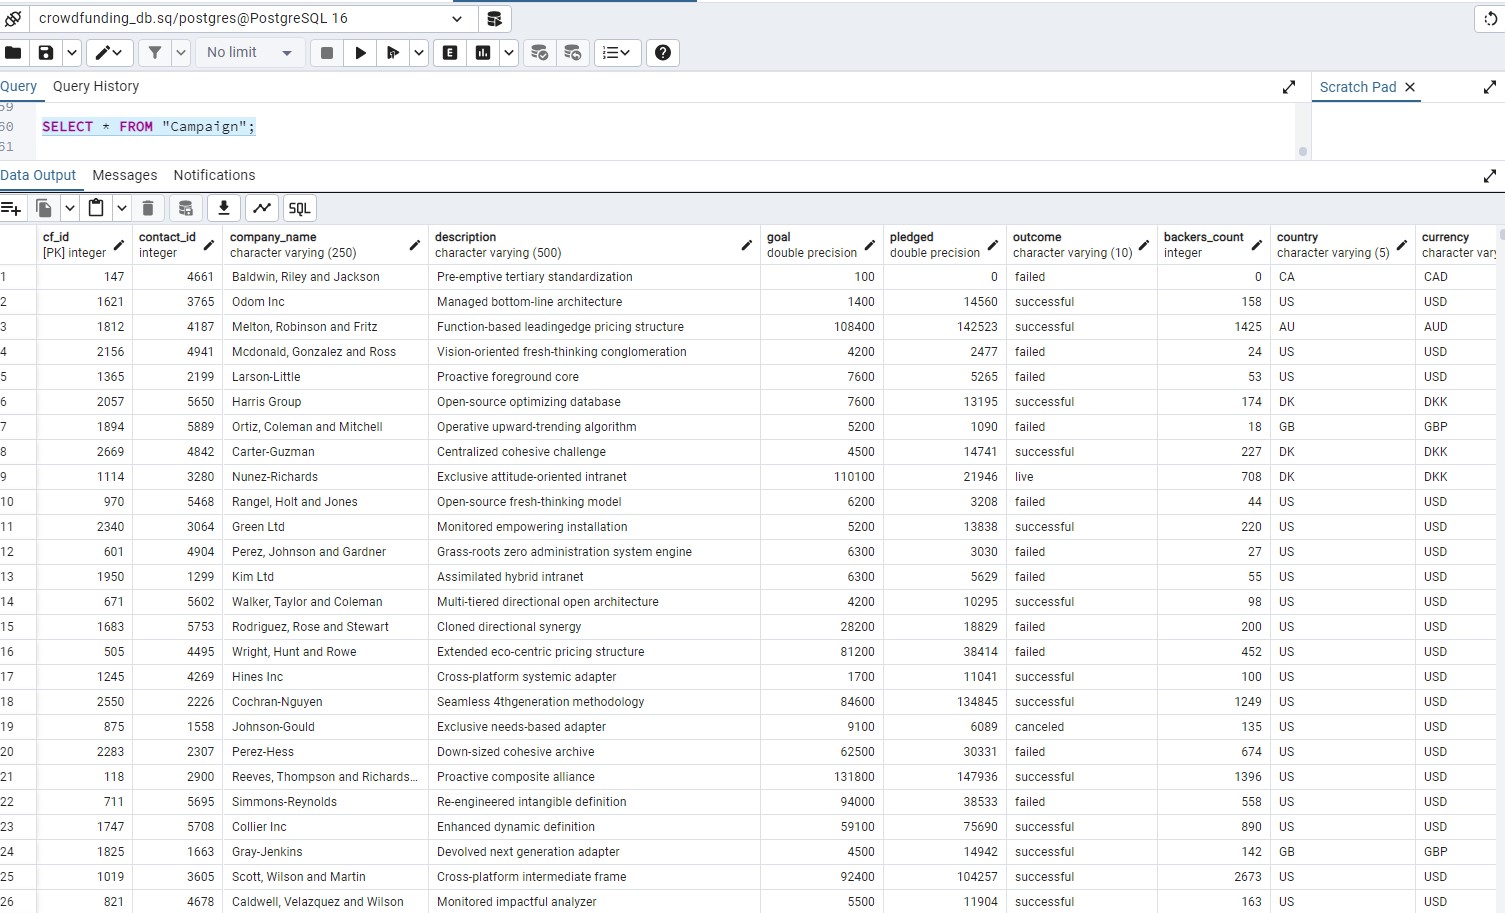 crowdfunding_db.sq/postgres@PostgreSQL 16
No limit
E SQL
Query Query History Scratch Pad
59
60 SELECT * FROM "Campaign";
61
Data Output Messages Notifications
SQL
cf_id contact_id company_name description goal pledged outcome backers_count country currency
[PK] integer integer character varying (250) character varying (500) double precision double precision character varying (10) integer character varying (5) character vary
1 147 4661 Baldwin, Riley and Jackson Pre-emptive tertiary standardization 100 0 failed 0 CA CAD
2 1621 3765 Odom Inc Managed bottom-line architecture 1400 14560 successful 158 US USD
3 1812 4187 Melton, Robinson and Fritz Function-based leadingedge pricing structure 108400 142523 successful 1425 AU AUD
4 2156 4941 Mcdonald, Gonzalez and Ross Vision-oriented fresh-thinking conglomeration 4200 2477 failed 24 US USD
5 1365 2199 Larson-Little Proactive foreground core 7600 5265 failed 53 US USD
6 2057 5650 Harris Group Open-source optimizing database 7600 13195 successful 174 DK DKK
7 1894 5889 Ortiz, Coleman and Mitchell Operative upward-trending algorithm 5200 1090 failed 18 GB GBP
8 2669 4842 Carter-Guzman Centralized cohesive challenge 4500 14741 successful 227 DK DKK
9 1114 3280 Nunez-Richards Exclusive attitude-oriented intranet 110100 21946 live 708 DK DKK
10 970 5468 Rangel, Holt and Jones Open-source fresh-thinking model 6200 3208 failed 44 US USD
11 2340 3064 Green Ltd Monitored empowering installation 5200 13838 successful 220 US USD
12 601 4904 Perez, Johnson and Gardner Grass-roots zero administration system engine 6300 3030 failed 27 US USD
13 1950 1299 Kim Ltd Assimilated hybrid intranet 6300 5629 failed 55 US USD
14 671 5602 Walker, Taylor and Coleman Multi-tiered directional open architecture 4200 10295 successful 98 US USD
15 1683 5753 Rodriguez, Rose and Stewart Cloned directional synergy 28200 18829 failed 200 US USD
16 505 4495 Wright, Hunt and Rowe Extended eco-centric pricing structure 81200 38414 failed 452 US USD
17 1245 4269 Hines Inc Cross-platform systemic adapter 1700 11041 successful 100 US USD
18 2550 2226 Cochran-Nguyen Seamless 4thgeneration methodology 84600 134845 successful 1249 US USD
19 875 1558 Johnson-Gould Exclusive needs-based adapter 9100 6089 canceled 135 US USD
20 2283 2307 Perez-Hess Down-sized cohesive archive 62500 30331 failed 674 US USD
21 118 2900 Reeves, Thompson and Richards... Proactive composite alliance 131800 147936 successful 1396 US USD
22 711 5695 Simmons-Reynolds Re-engineered intangible definition 94000 38533 failed 558 US USD
23 1747 5708 Collier Inc Enhanced dynamic definition 59100 75690 successful 890 US USD
24 1825 1663 Gray-Jenkins Devolved next generation adapter 4500 14942 successful 142 GB GBP
25 1019 3605 Scott, Wilson and Martin Cross-platform intermediate frame 92400 104257 successful 2673 US USD
26 821 4678 Caldwell, Velazquez and Wilson Monitored impactful analyzer 5500 11904 successful 163 US USD